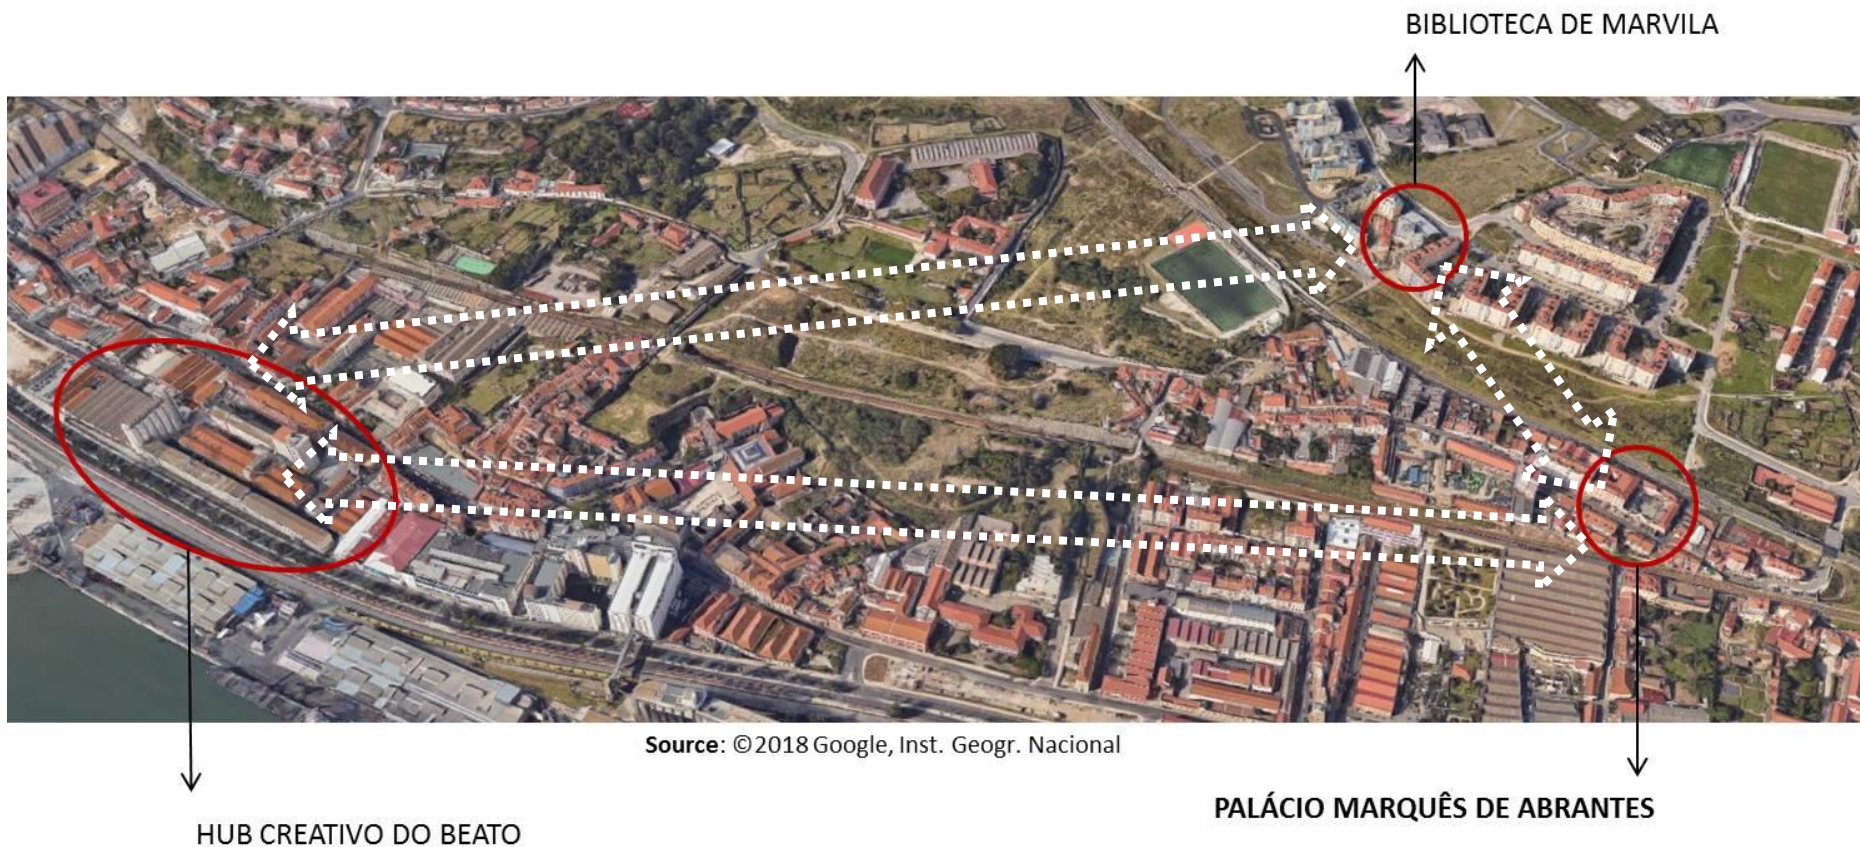 BIBLIOTECA DE MARVILA
Source: ©2018 Google, Inst. Geogr. Nacional
PALÁCIO MARQUÊS DE ABRANTES
HUB CREATIVO DO BEATO